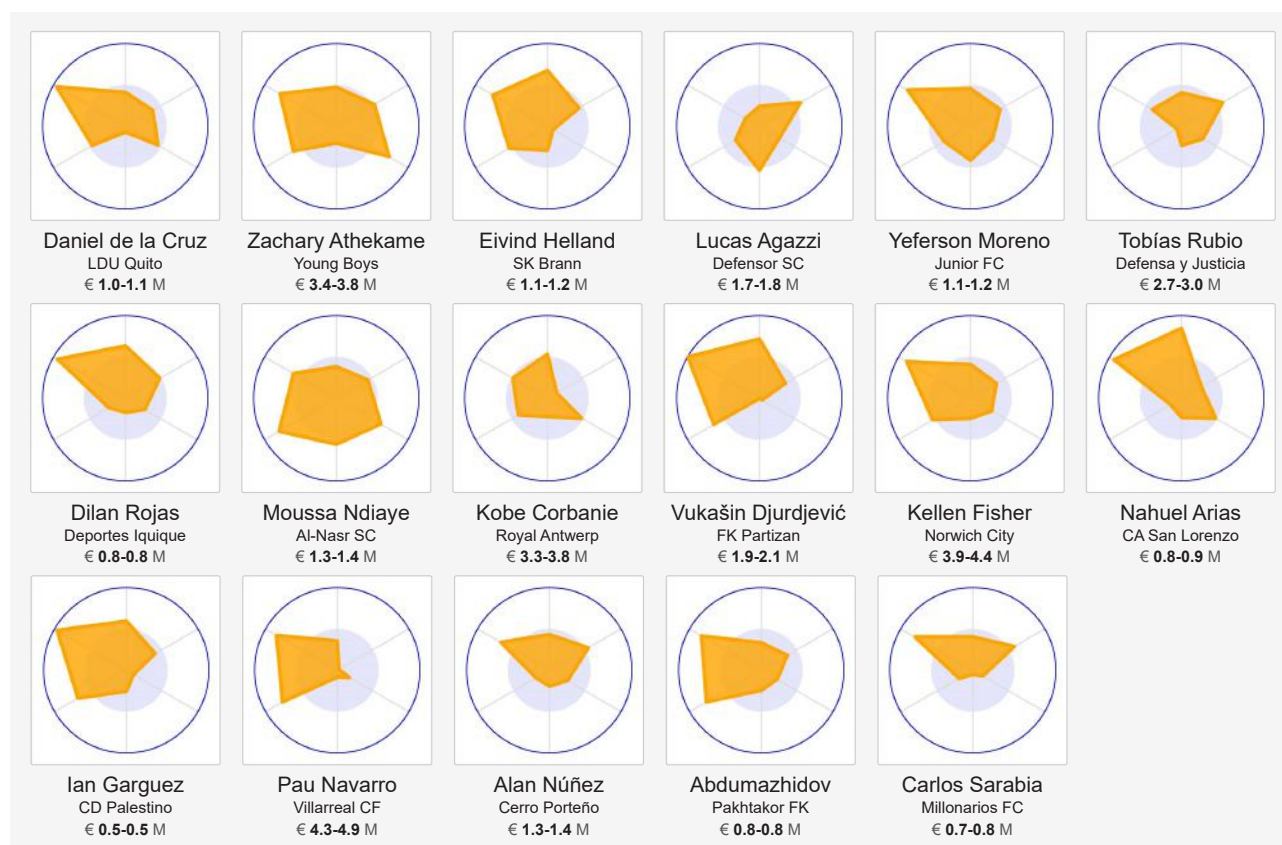 Daniel de la Cruz
LDU Quito
€ 1.0-1.1 M
Zachary Athekame
Young Boys
€ 3.4-3.8 M
Eivind Helland
SK Brann
€ 1.1-1.2 M
Lucas Agazzi
Defensor SC
€ 1.7-1.8 M
Yeferson Moreno
Junior FC
€ 1.1-1.2 M
Tobías Rubio
Defensa y Justicia
€ 2.7-3.0 M
Dilan Rojas
Deportes Iquique
€ 0.8-0.8 M
Moussa Ndiaye
Al-Nasr SC
€ 1.3-1.4 M
Kobe Corbanie
Royal Antwerp
€ 3.3-3.8 M
Vukašin Djurdjević
FK Partizan
€ 1.9-2.1 M
Kellen Fisher
Norwich City
€ 3.9-4.4 M
Nahuel Arias
CA San Lorenzo
€ 0.8-0.9 M
Ian Garguez
CD Palestino
€ 0.5-0.5 M
Pau Navarro
Villarreal CF
€ 4.3-4.9 M
Alan Núñez
Cerro Porteño
€ 1.3-1.4 M
Abdumazhidov
Pakhtakor FK
€ 0.8-0.8 M
Carlos Sarabia
Millonarios FC
€ 0.7-0.8 M